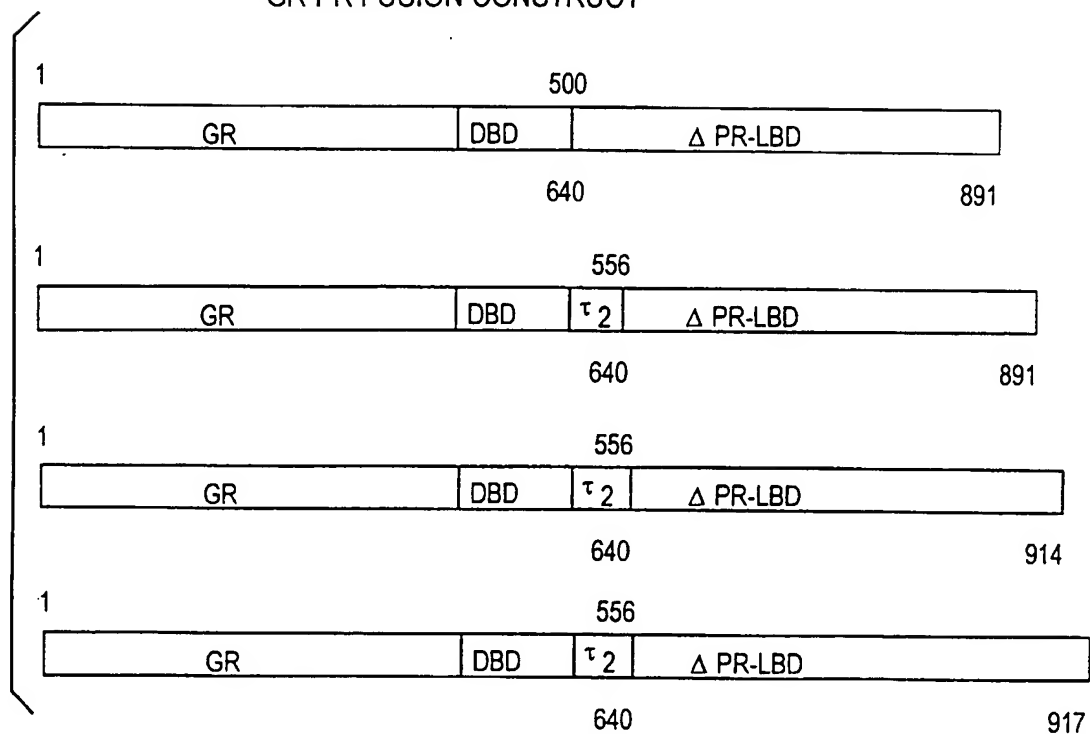 GR PR FUSION CONSTRUCT
1
500
GR DBD Δ PR-LBD
640 891
1
556
GR DBD τ2 Δ PR-LBD
640 891
1
556
GR DBD τ2 Δ PR-LBD
640 914
1
556
GR DBD τ2 Δ PR-LBD
640 917